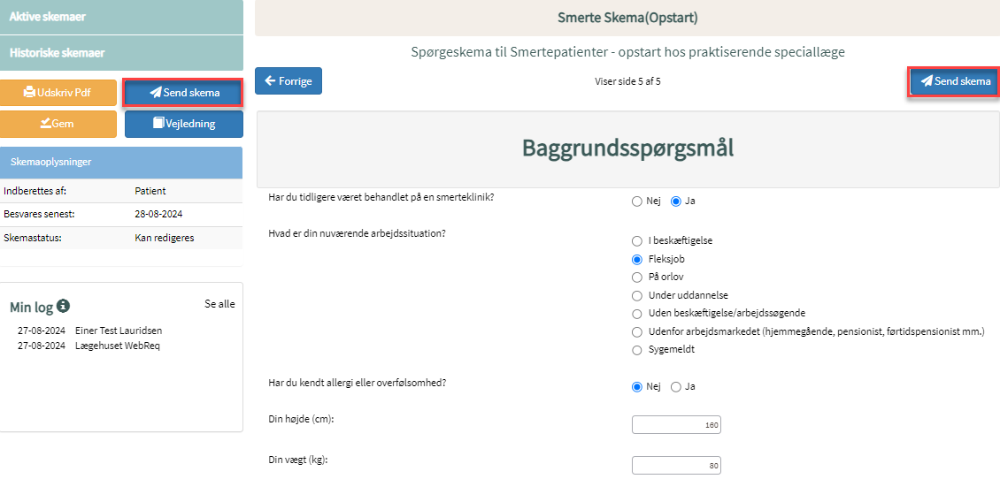 Aktive skemaer
Historiske skemaer
Udskriv Pdf
Send skema
Gem
Vejledning
Skemaoplysninger
Indberettes af: Patient
Besvares senest: 28-08-2024
Skemastatus: Kan redigeres
Min log
Se alle
27-08-2024 Einer Test Lauridsen
27-08-2024 Lægehuset WebReq
Smerte Skema(Opstart)
Spørgeskema til Smertepatienter - opstart hos praktiserende speciallæge
Forrige
Viser side 5 af 5
Send skema
Baggrundsspørgsmål
Har du tidligere været behandlet på en smerteklinik?
Nej Ja
Hvad er din nuværende arbejdssituation?
I beskæftigelse
Fleksjob
På orlov
Under uddannelse
Uden beskæftigelse/arbejdssøgende
Udenfor arbejdsmarkedet (hjemmegående, pensionist, førtidspensionist mm.)
Sygemeldt
Har du kendt allergi eller overfølsomhed?
Nej Ja
Din højde (cm):
160
Din vægt (kg):
80